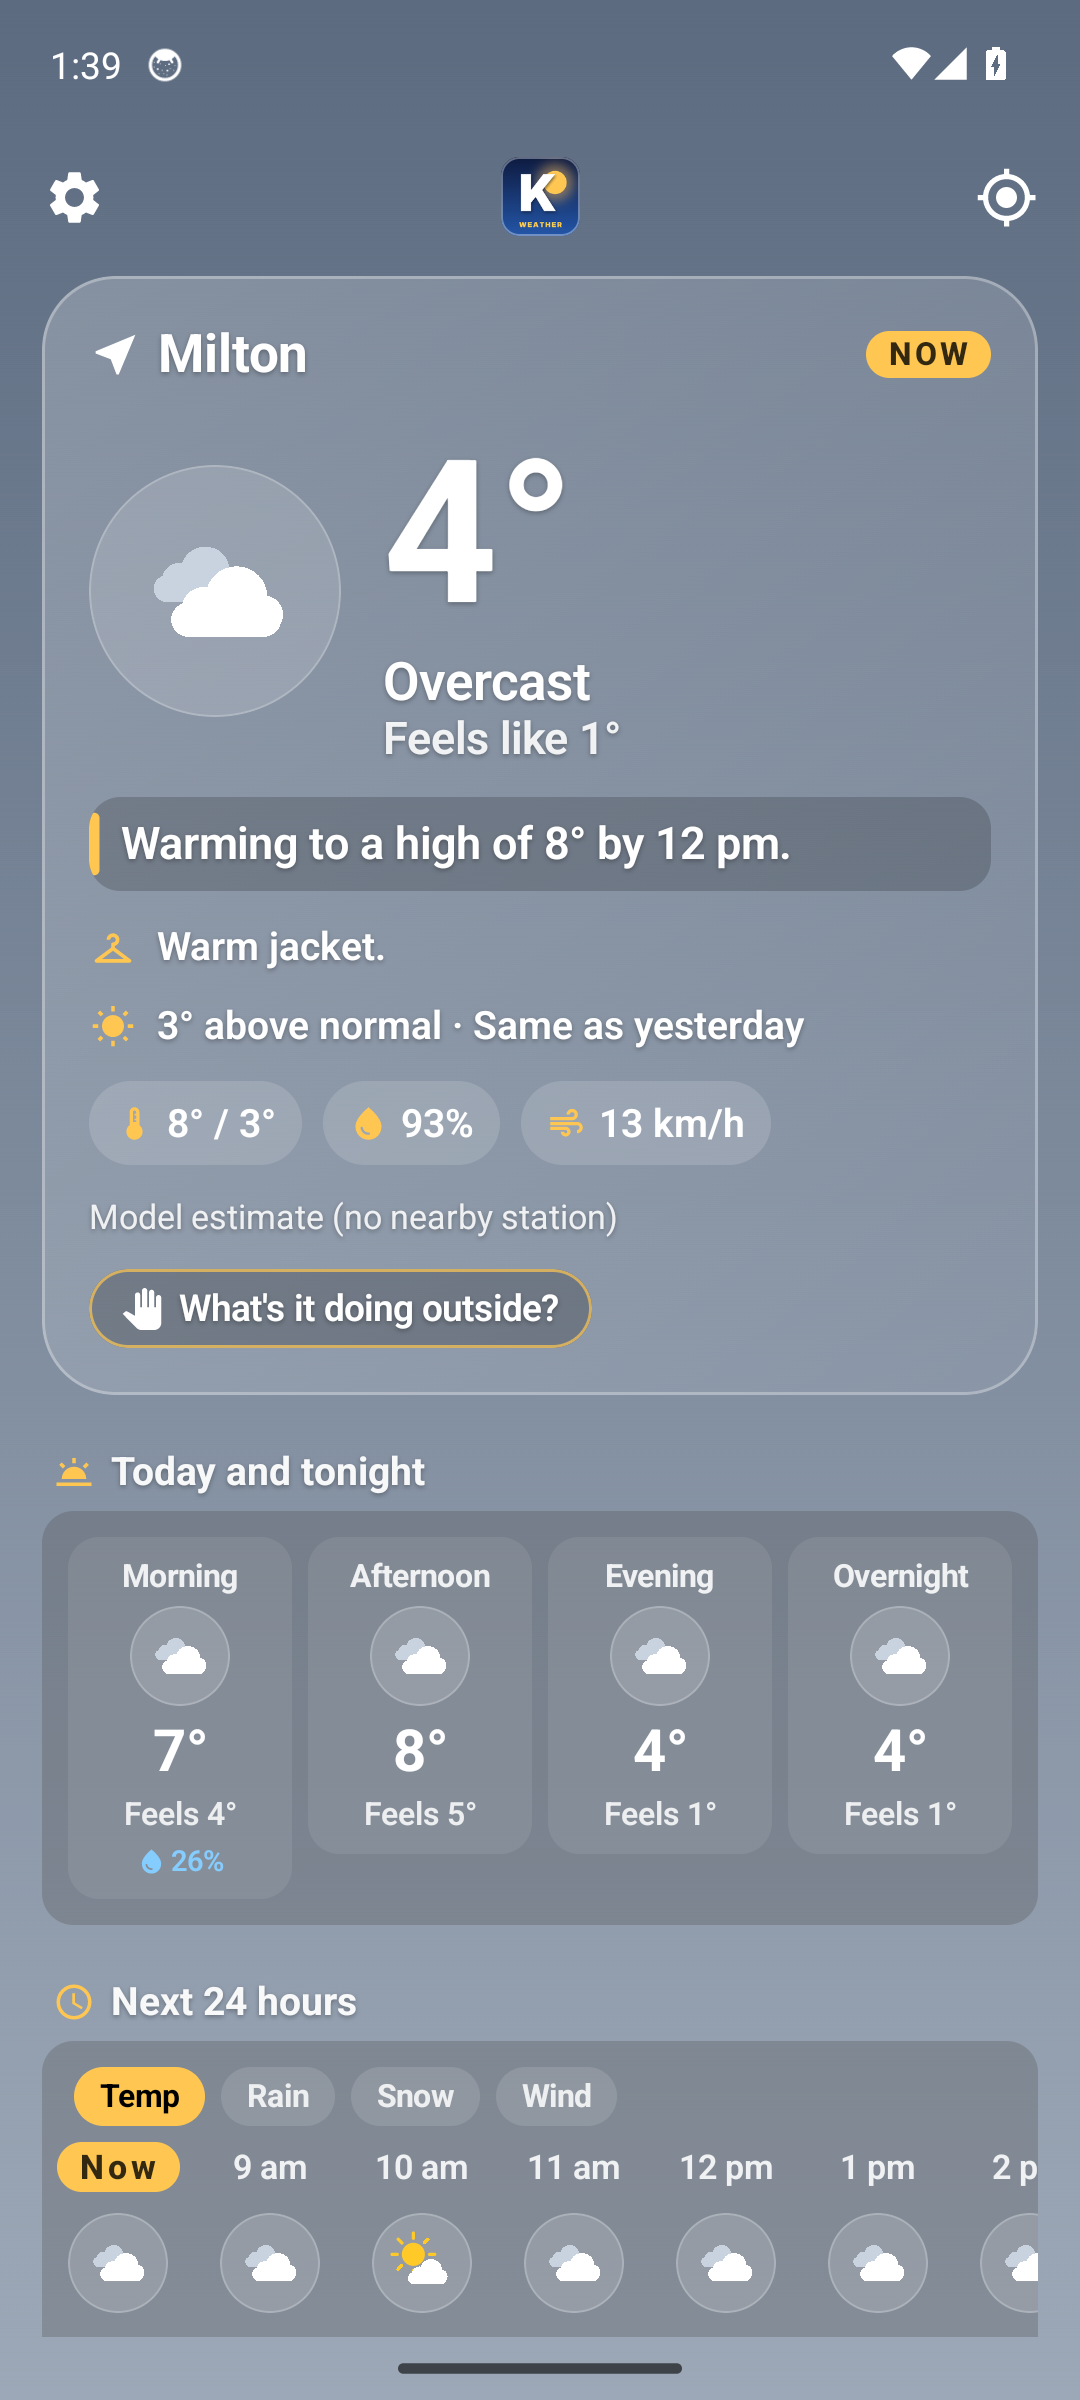 1:39
K
WEATHER
Milton
NOW
4°
Overcast
Feels like 1°
Warming to a high of 8° by 12 pm.
Warm jacket.
3° above normal · Same as yesterday
8° / 3°
93%
13 km/h
Model estimate (no nearby station)
What's it doing outside?
Today and tonight
Morning
7°
Feels 4°
26%
Afternoon
8°
Feels 5°
Evening
4°
Feels 1°
Overnight
4°
Feels 1°
Next 24 hours
Temp Rain Snow Wind
Now 9 am 10 am 11 am 12 pm 1 pm 2 p